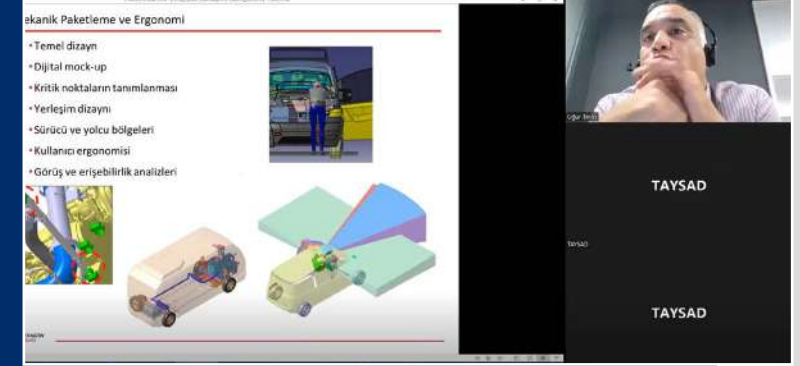 ekanik Paketleme ve Ergonomi
• Temel dizayn
• Dijital mock-up
• Kritik noktaların tanımlanması
• Yerleşim dizaynı
• Sürücü ve yolcu bölgeleri
• Kullanıcı ergonomisi
• Görüş ve erişebilirlik analizleri
TAYSAD
TAYSAD
TAYSAD